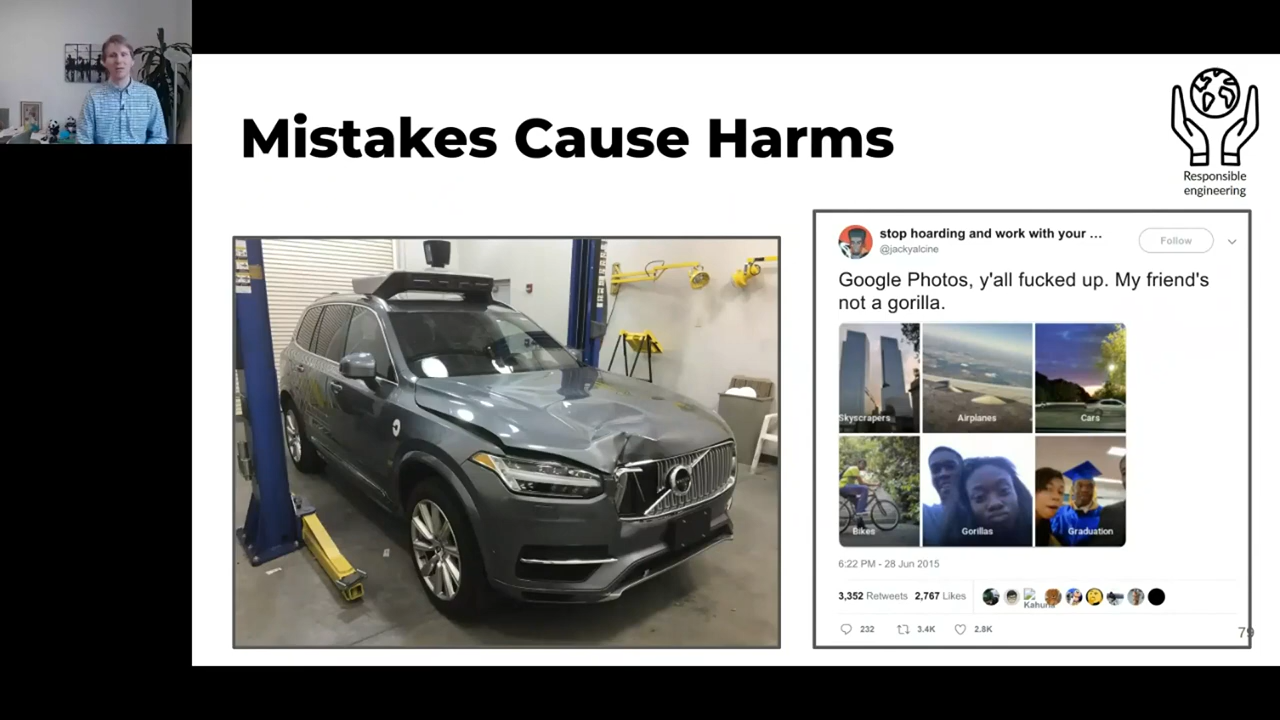 Mistakes Cause Harms
Responsible
engineering
stop hoarding and work with your ...
@jackyalcine
Follow
Google Photos, y'all fucked up. My friend's
not a gorilla.
Skyscrapers
Airplanes
Cars
Bikes
Gorillas
Graduation
6:22 PM - 28 Jun 2015
3,352 Retweets 2,767 Likes
Kahuna
232 3.4K 2.8K
79